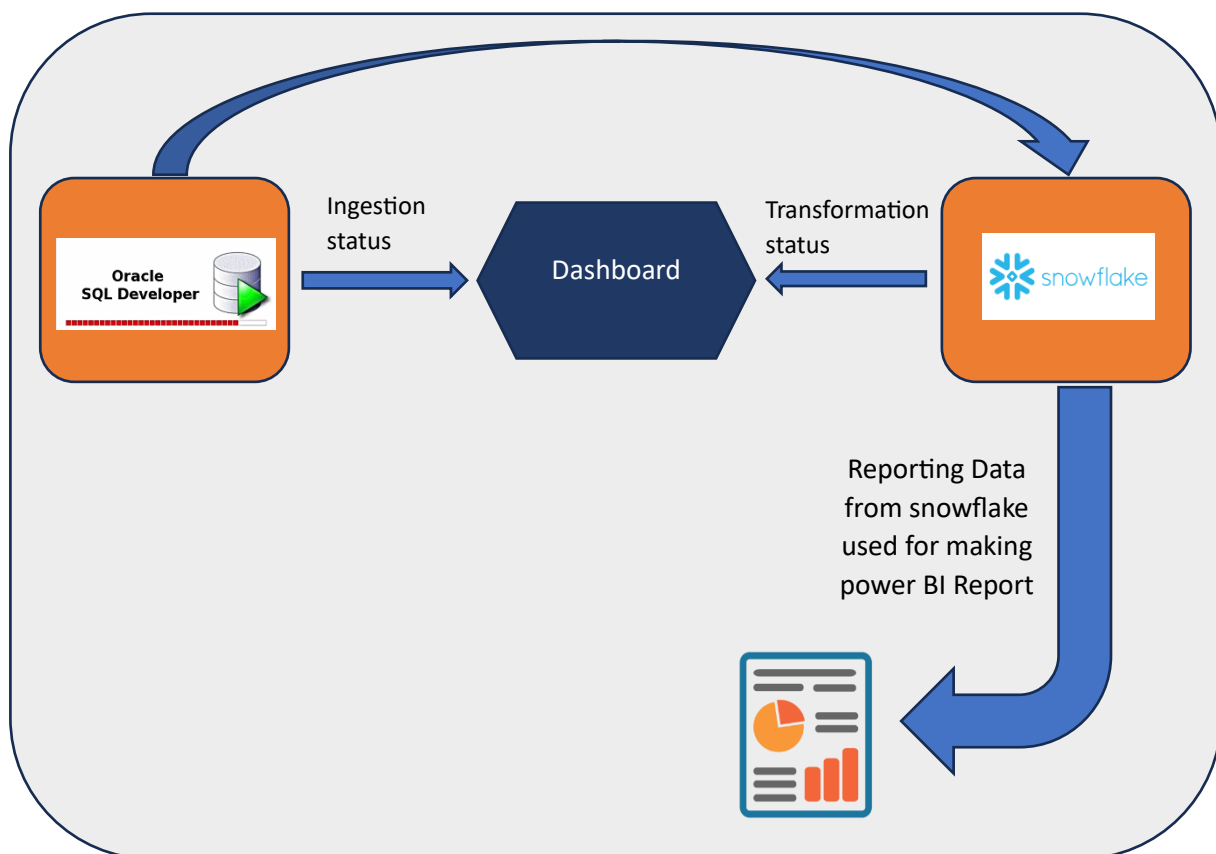 Ingestion
status
Transformation
status
Oracle
SQL Developer
Dashboard
snowflake
Reporting Data
from snowflake
used for making
power BI Report